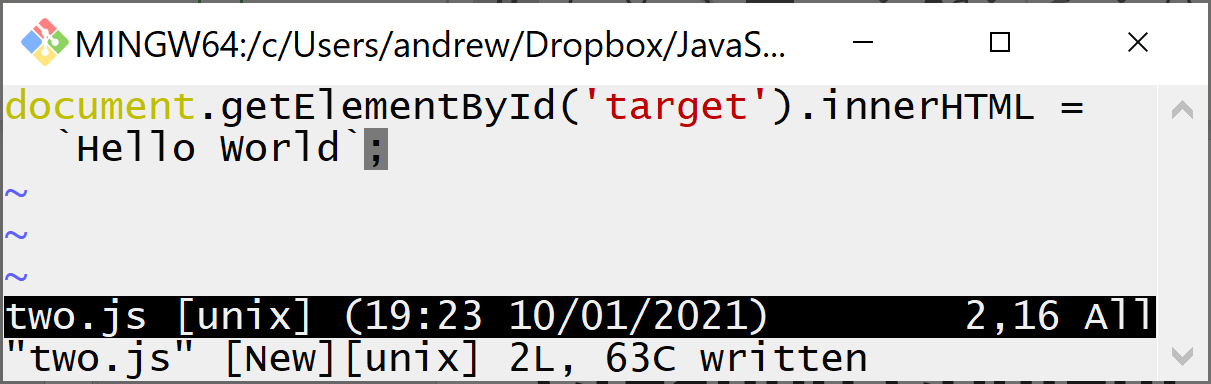 MINGW64:/c/Users/andrew/Dropbox/JavaS...
document.getElementById('target').innerHTML =
  `Hello World`;
~
~
~
two.js [unix] (19:23 10/01/2021) 2,16 All
"two.js" [New][unix] 2L, 63C written